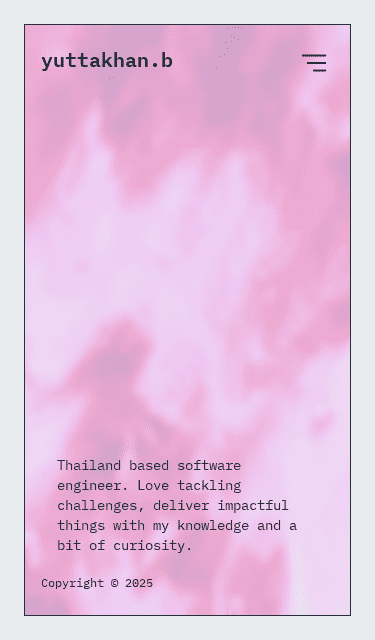 yuttakhan.b
Thailand based software
engineer. Love tackling
challenges, deliver impactful
things with my knowledge and a
bit of curiosity.
Copyright © 2025